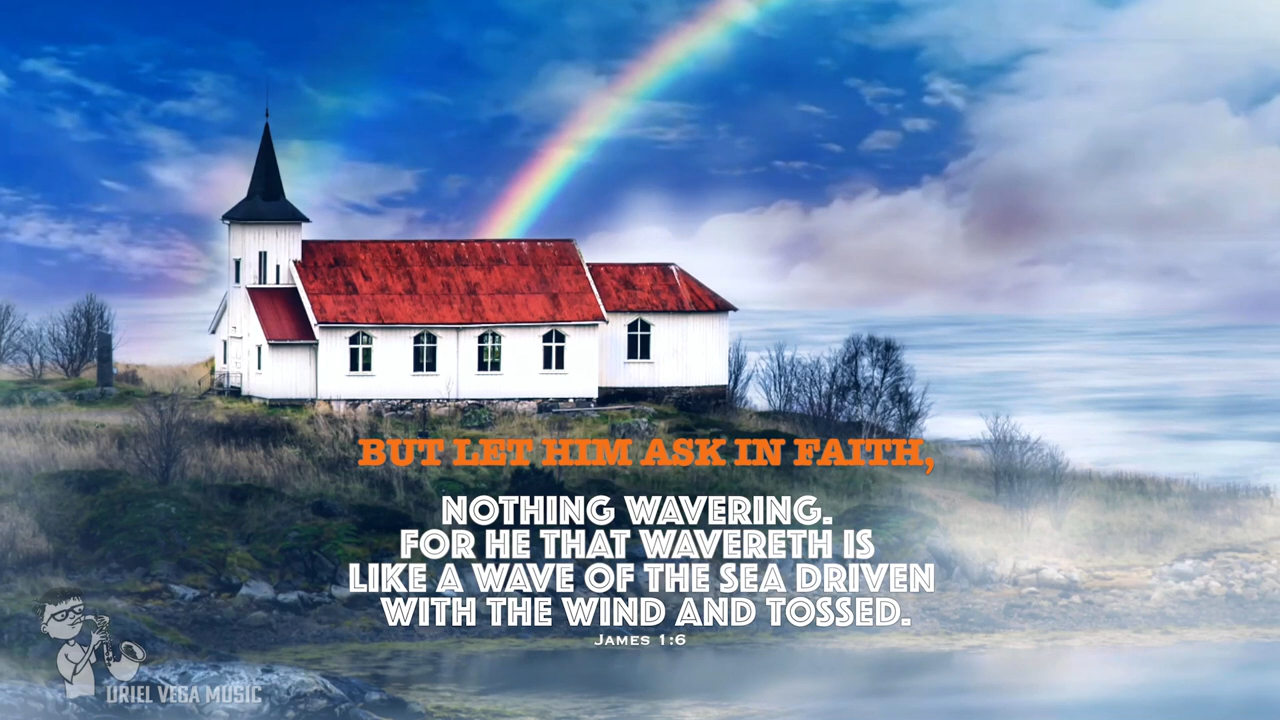 BUT LET HIM ASK IN FAITH,
NOTHING WAVERING.
FOR HE THAT WAVERETH IS
LIKE A WAVE OF THE SEA DRIVEN
WITH THE WIND AND TOSSED.
James 1:6
URIEL VEGA MUSIC